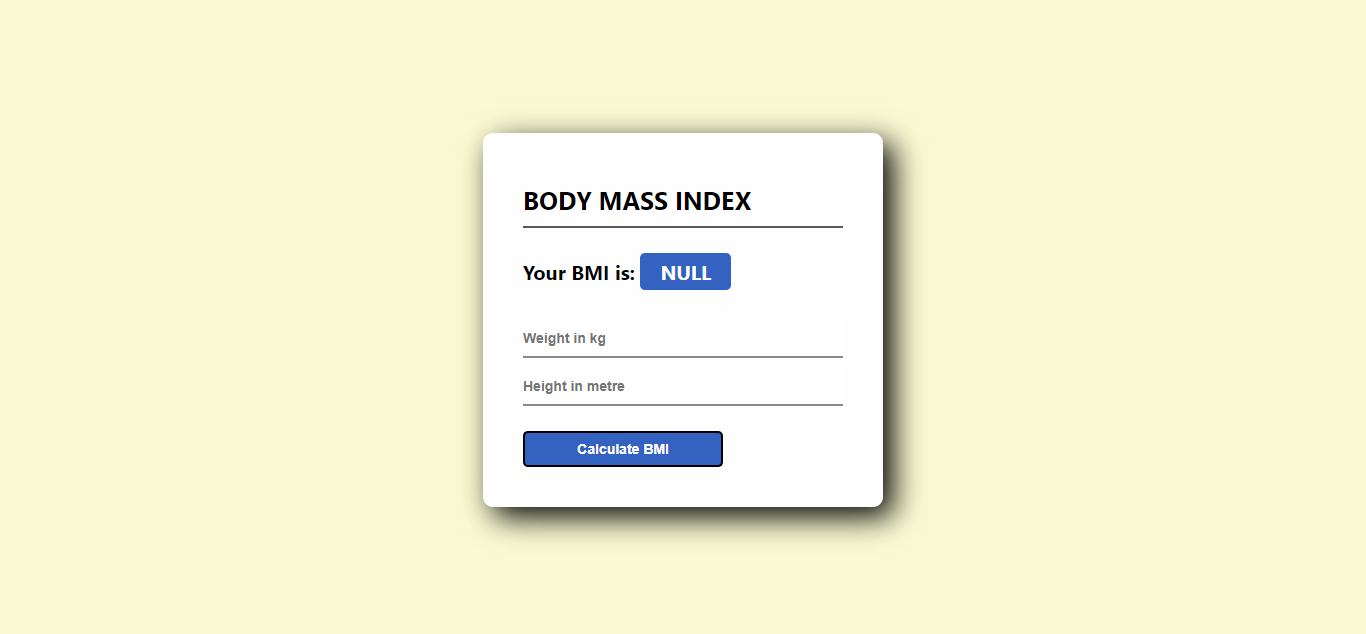 BODY MASS INDEX
Your BMI is: NULL
Weight in kg
Height in metre
Calculate BMI